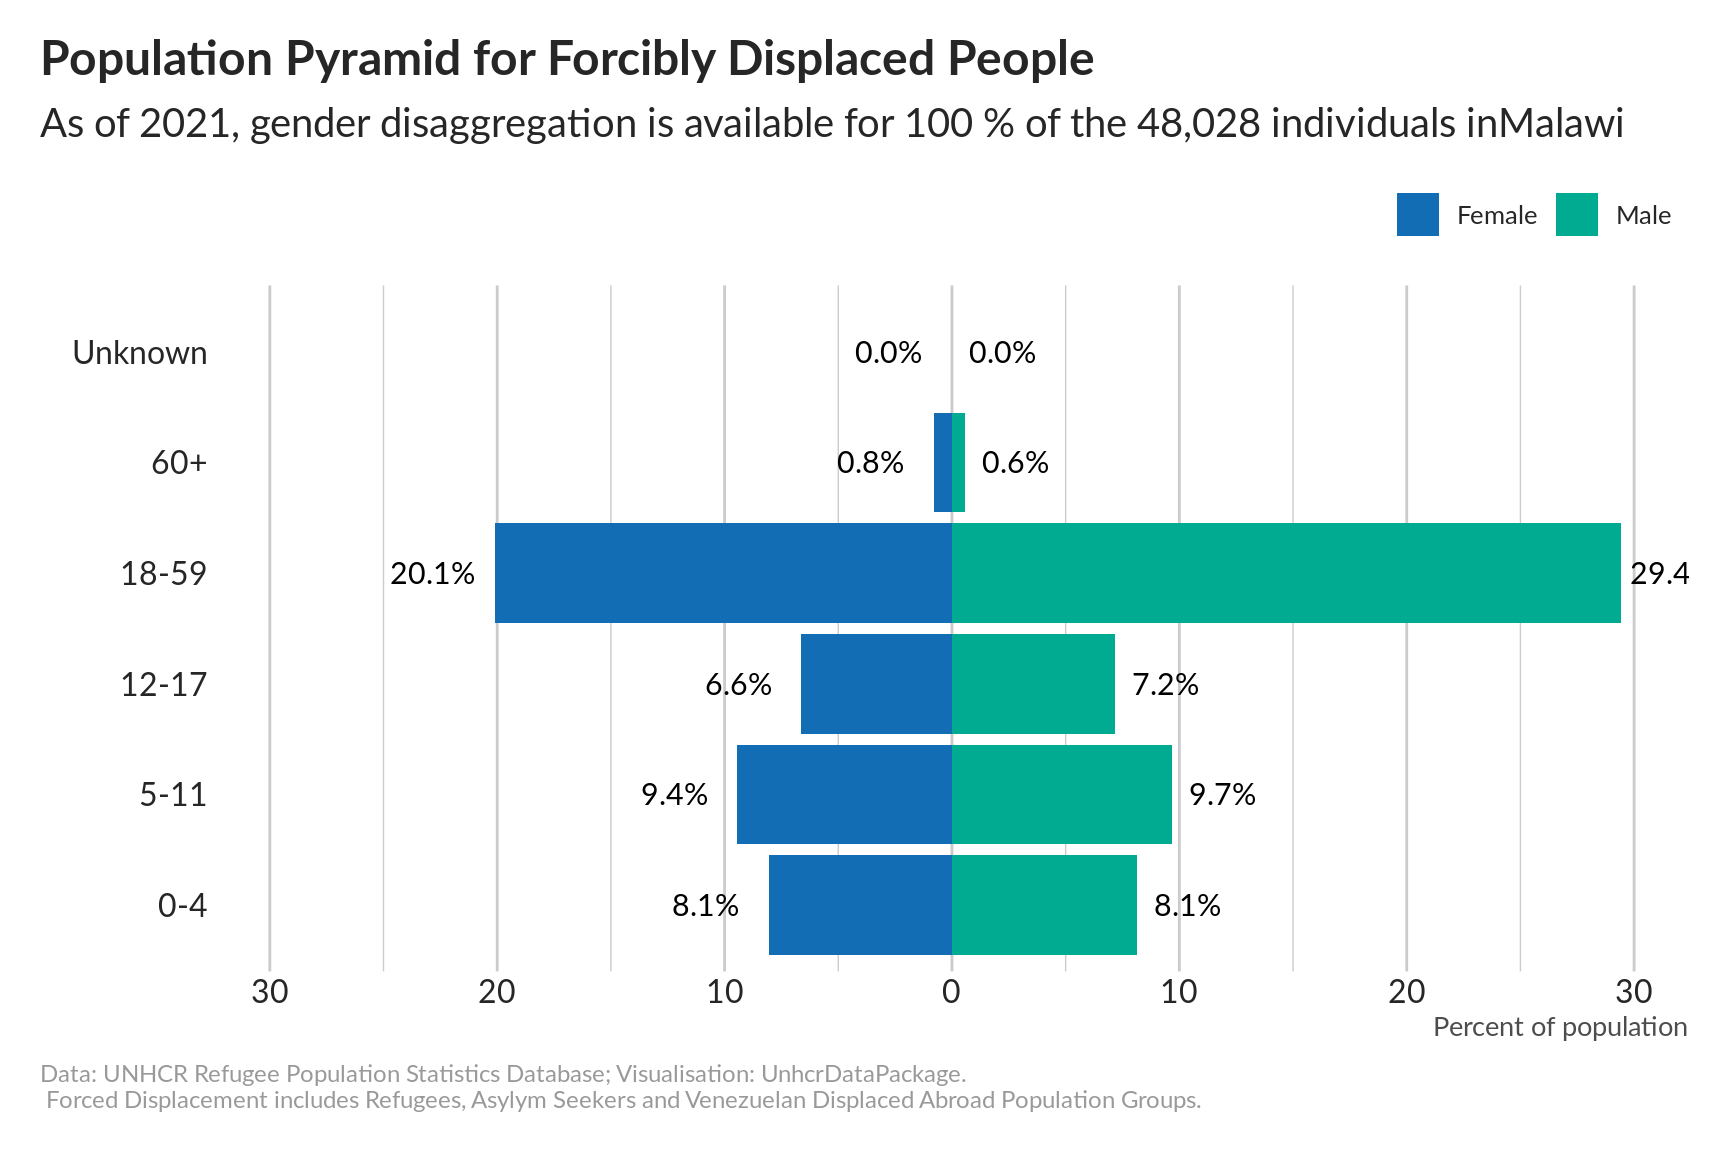 Population Pyramid for Forcibly Displaced People
As of 2021, gender disaggregation is available for 100 % of the 48,028 individuals inMalawi
Female Male
Unknown 0.0% 0.0%
60+ 0.8% 0.6%
18-59 20.1% 29.4
12-17 6.6% 7.2%
5-11 9.4% 9.7%
0-4 8.1% 8.1%
30 20 10 0 10 20 30
Percent of population
Data: UNHCR Refugee Population Statistics Database; Visualisation: UnhcrDataPackage.
Forced Displacement includes Refugees, Asylym Seekers and Venezuelan Displaced Abroad Population Groups.